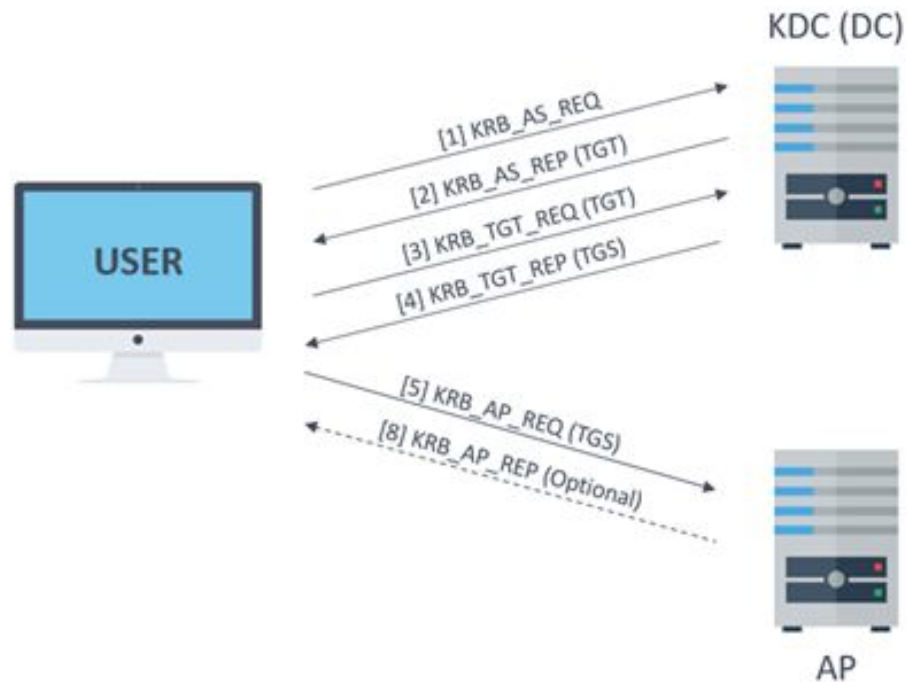 KDC (DC)
[1] KRB_AS_REQ
[2] KRB_AS_REP (TGT)
[3] KRB_TGT_REQ (TGT)
[4] KRB_TGT_REP (TGS)
USER
[5] KRB_AP_REQ (TGS)
[8] KRB_AP_REP (Optional)
AP